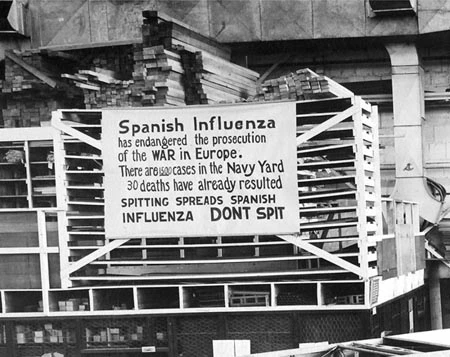 Spanish Influenza
has endangered the prosecution
of the WAR in Europe.
There are 1500 cases in the Navy Yard
30 deaths have already resulted
SPITTING SPREADS SPANISH
INFLUENZA DONT SPIT